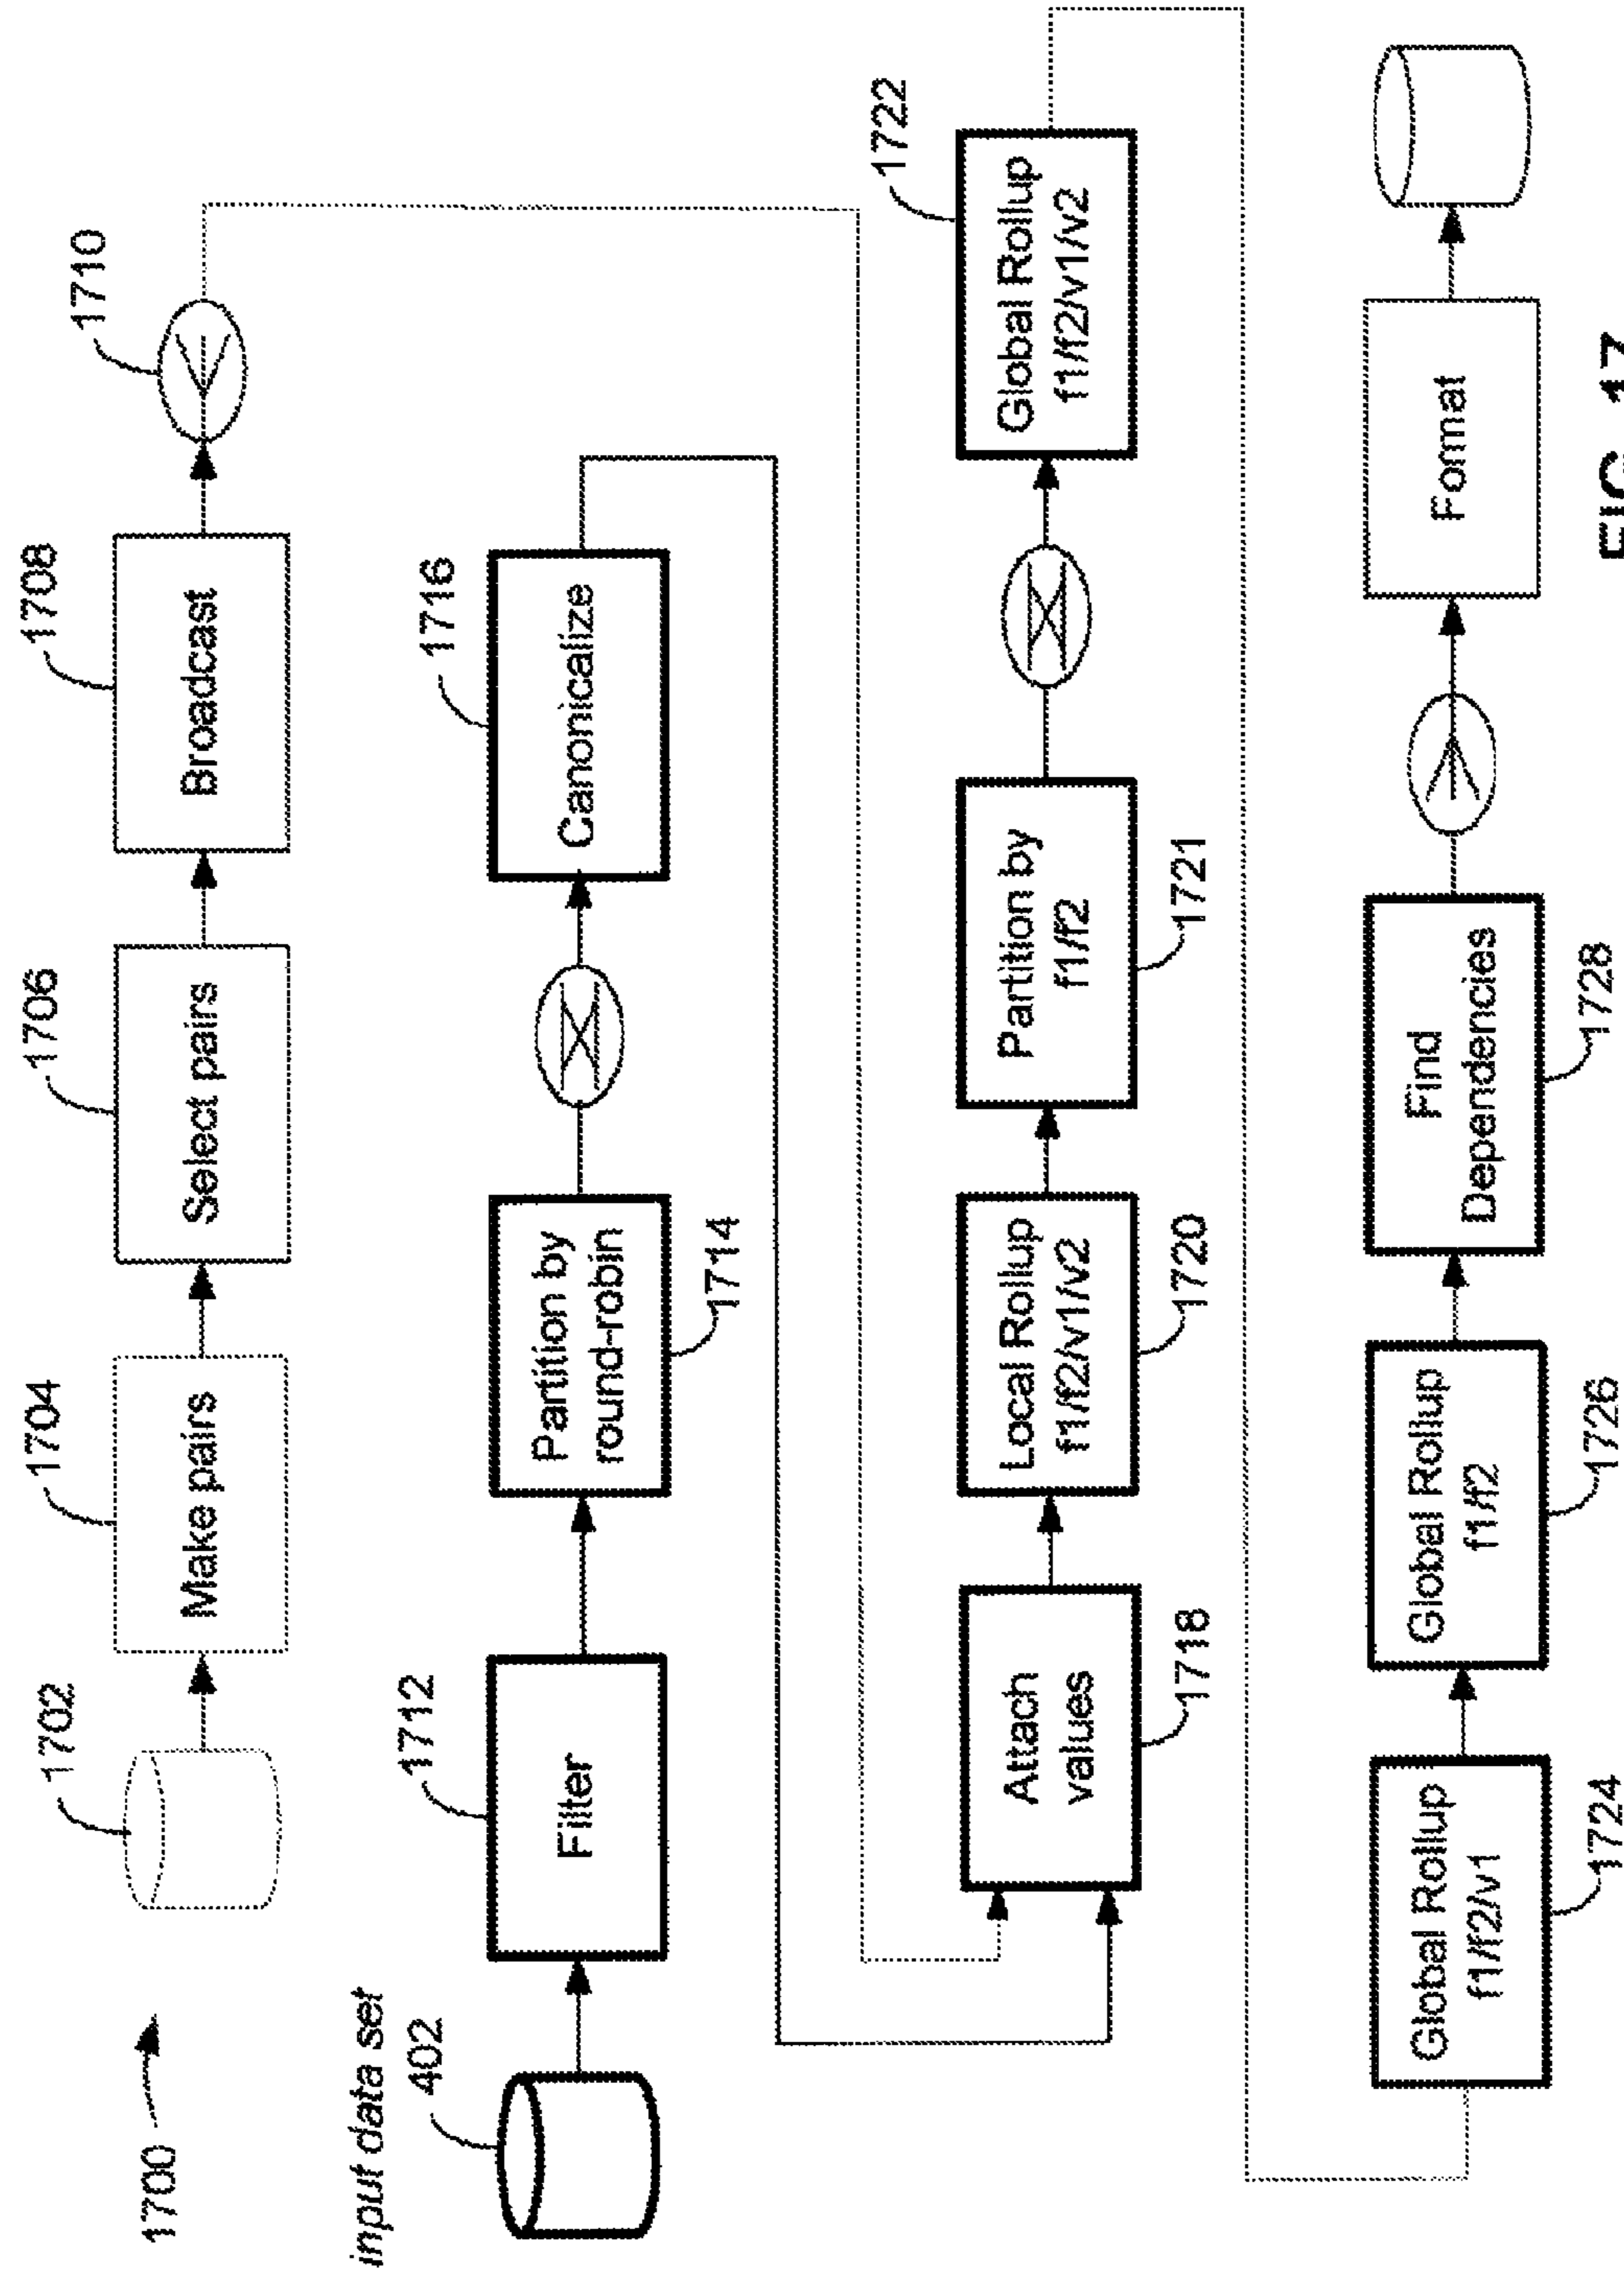 1700
1702
1704
1706
1708
1710
Make pairs
Select pairs
Broadcast
input data set
402
1712
1716
Filter
Partition by
round-robin
1714
Canonicalize
1722
Attach
values
1718
Local Rollup
f1/f2/v1/v2
1720
Partition by
f1/f2
1721
Global Rollup
f1/f2/v1/v2
Global Rollup
f1/f2/v1
1724
Global Rollup
f1/f2
1726
Find
Dependencies
1728
Fomat
FIG. 17